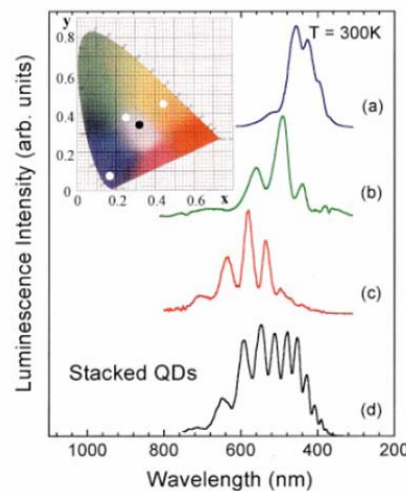 y
0.8
0.6
0.4
0.2
0
0 0.2 0.4 0.6
x
T = 300K
(a)
(b)
(c)
(d)
Stacked QDs
Luminescence Intensity (arb. units)
1000 800 600 400 200
Wavelength (nm)